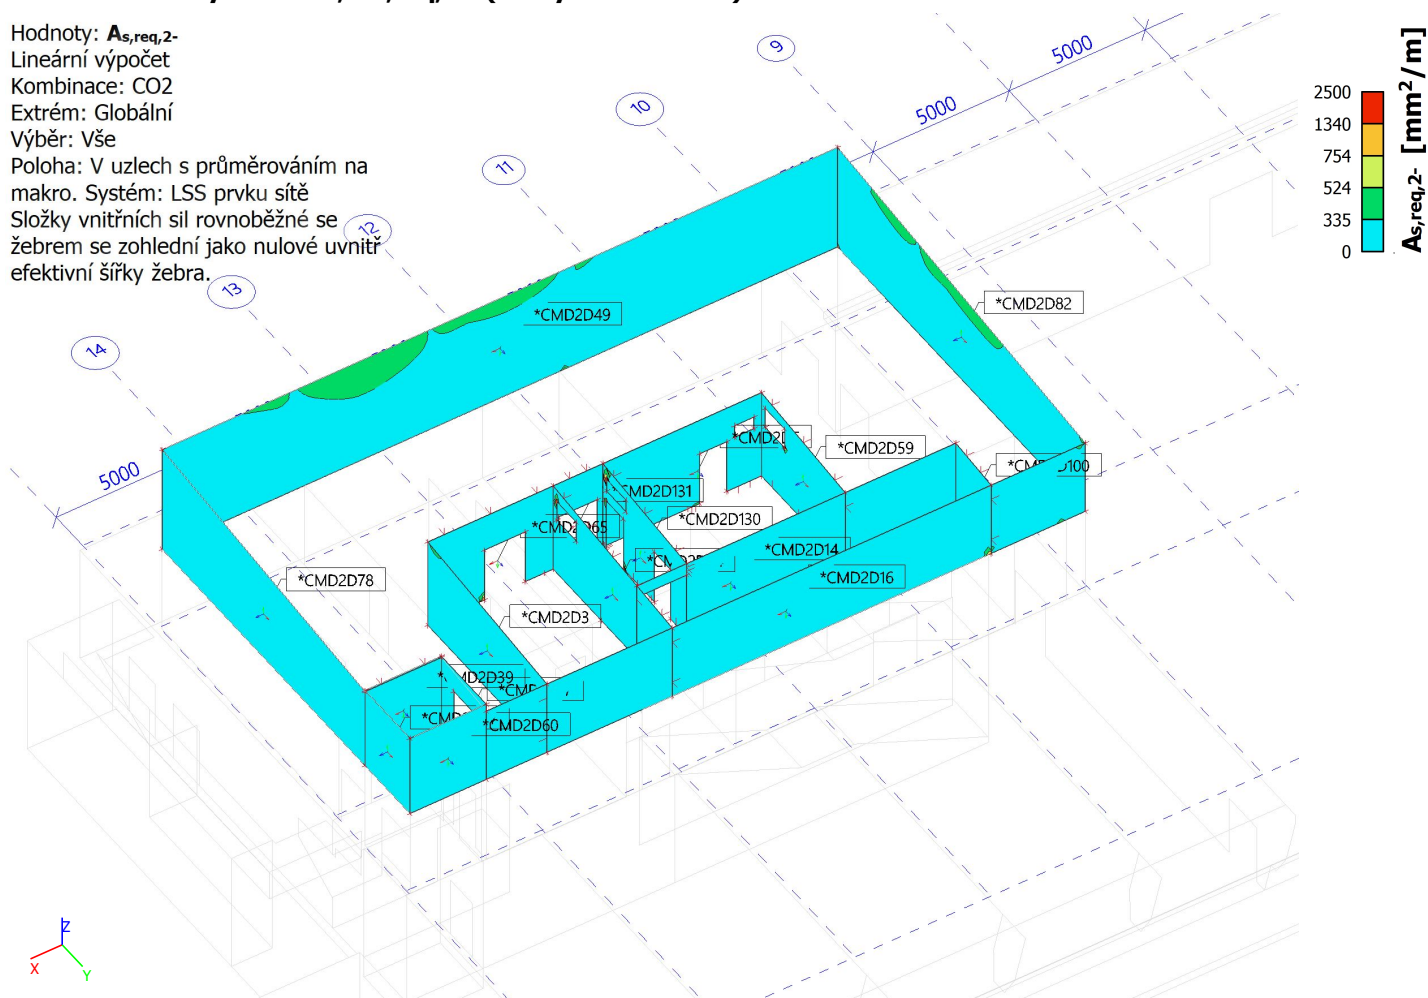 Hodnoty: As,req,2-
Lineární výpočet
Kombinace: CO2
Extrém: Globální
Výběr: Vše
Poloha: V uzlech s průměrováním na
makro. Systém: LSS prvku sítě
Složky vnitřních sil rovnoběžné se
žebrem se zohlední jako nulové uvnitř
efektivní šířky žebra.
9
10
11
12
13
14
5000
5000
5000
2500
1340
754
524
335
0
As,req,2- [mm²/m]
*CMD2D49
*CMD2D82
*CMD2D59
*CMD2D130
*CMD2D14
*CMD2D16
*CMD2D78
*CMD2D3
*CMD2D60
Z
X
Y